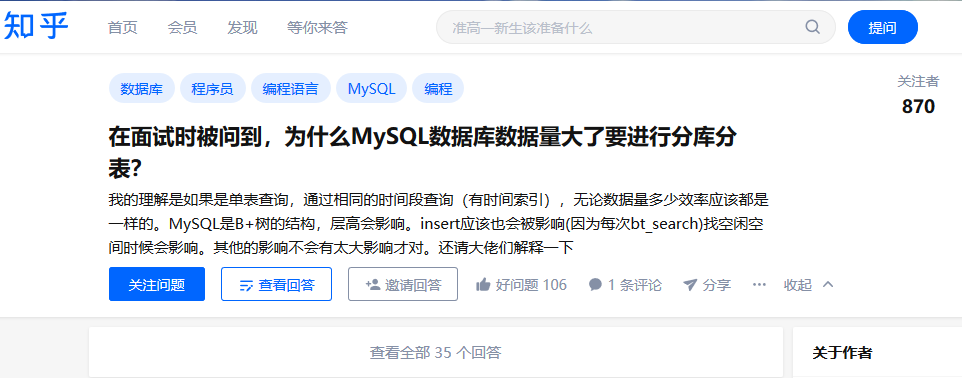 知乎 首页 会员 发现 等你来答 准高一新生该准备什么 提问
数据库 程序员 编程语言 MySQL 编程
关注者
870
在面试时被问到，为什么MySQL数据库数据量大了要进行分库分
表？
我的理解是如果是单表查询，通过相同的时间段查询（有时间索引），无论数据量多少效率应该都是
一样的。MySQL是B+树的结构，层高会影响。insert应该也会被影响(因为每次bt_search)找空闲空
间时候会影响。其他的影响不会有太大影响才对。还请大佬们解释一下
关注问题 查看回答 邀请回答 好问题 106 1 条评论 分享 ··· 收起
查看全部 35 个回答
关于作者